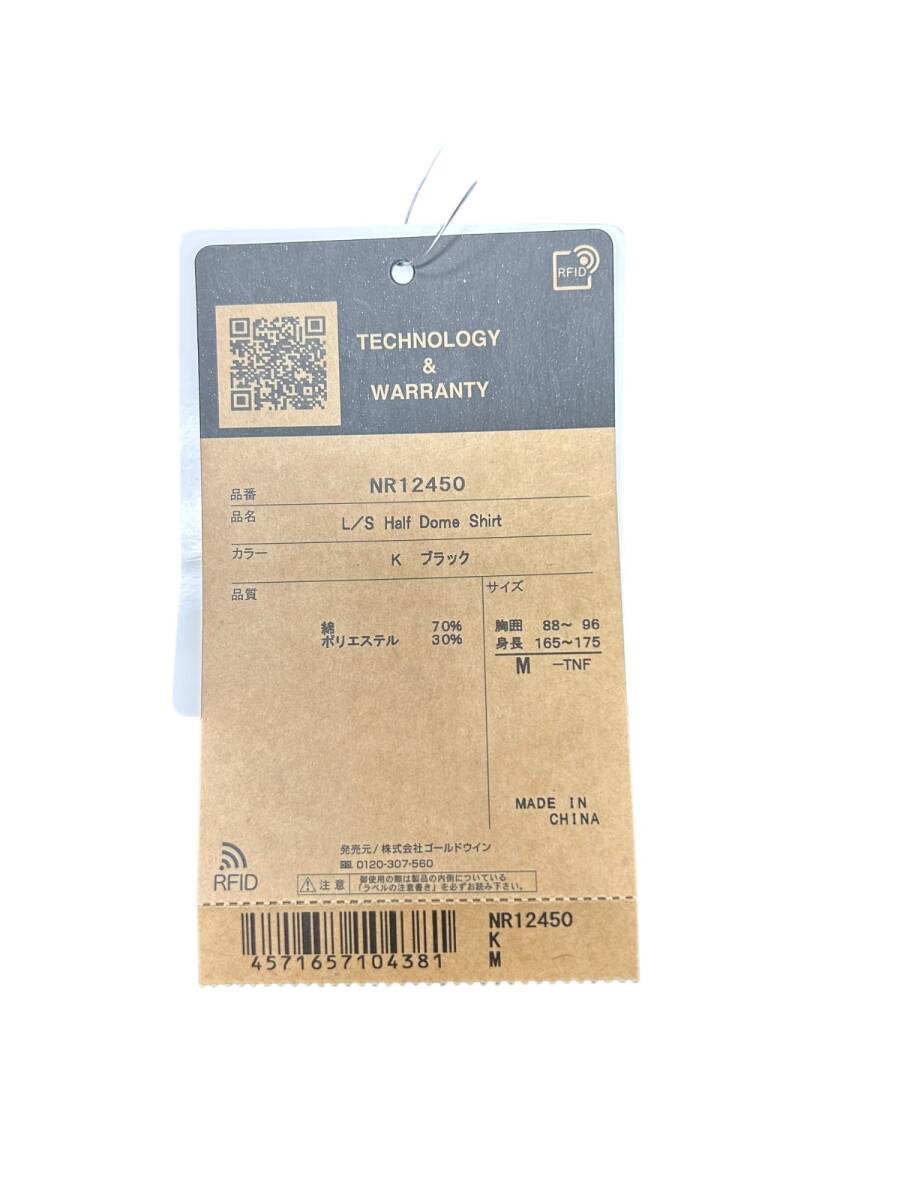 RFID
TECHNOLOGY
&
WARRANTY
品番 NR12450
品名 L/S Half Dome Shirt
カラー K ブラック
品質
綿 70%
ポリエステル 30%
サイズ
胸囲 88～ 96
身長 165～175
M -TNF
MADE IN
CHINA
RFID
発売元/株式会社ゴールドウイン
0120-307-560
注意
御使用の際は製品の内側についている
「ラベルの注意書き」を必ずお読み下さい。
4571657104381
NR12450
K
M